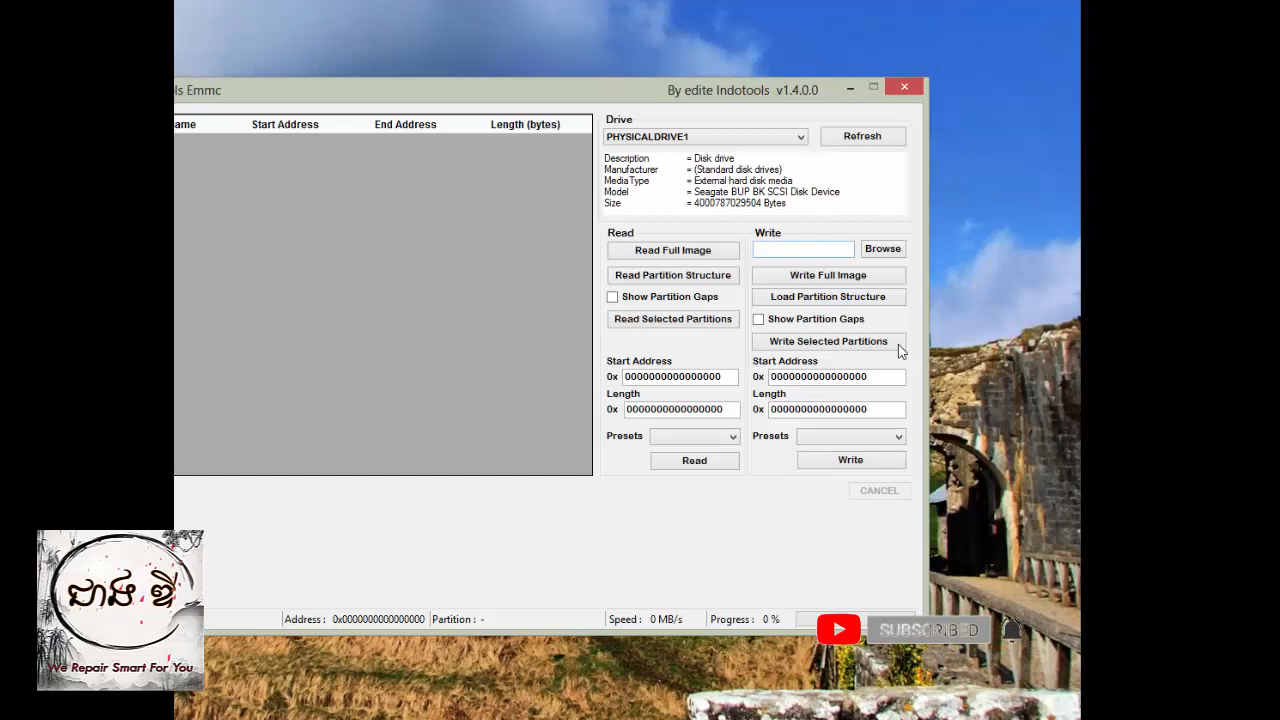 ls Emmc
By edite Indotools v1.4.0.0
ame Start Address End Address Length (bytes)
Drive
PHYSICALDRIVE1
Refresh
Description = Disk drive
Manufacturer = (Standard disk drives)
MediaType = External hard disk media
Model = Seagate BUP BK SCSI Disk Device
Size = 4000787029504 Bytes
Read
Read Full Image
Read Partition Structure
Show Partition Gaps
Read Selected Partitions
Start Address
0x 0000000000000000
Length
0x 0000000000000000
Presets
Read
Write
Browse
Write Full Image
Load Partition Structure
Show Partition Gaps
Write Selected Partitions
Start Address
0x 0000000000000000
Length
0x 0000000000000000
Presets
Write
CANCEL
Address : 0x0000000000000000 Partition : - Speed : 0 MB/s Progress : 0 %
SUBSCRIBED
ជាង ឌី
We Repair Smart For You